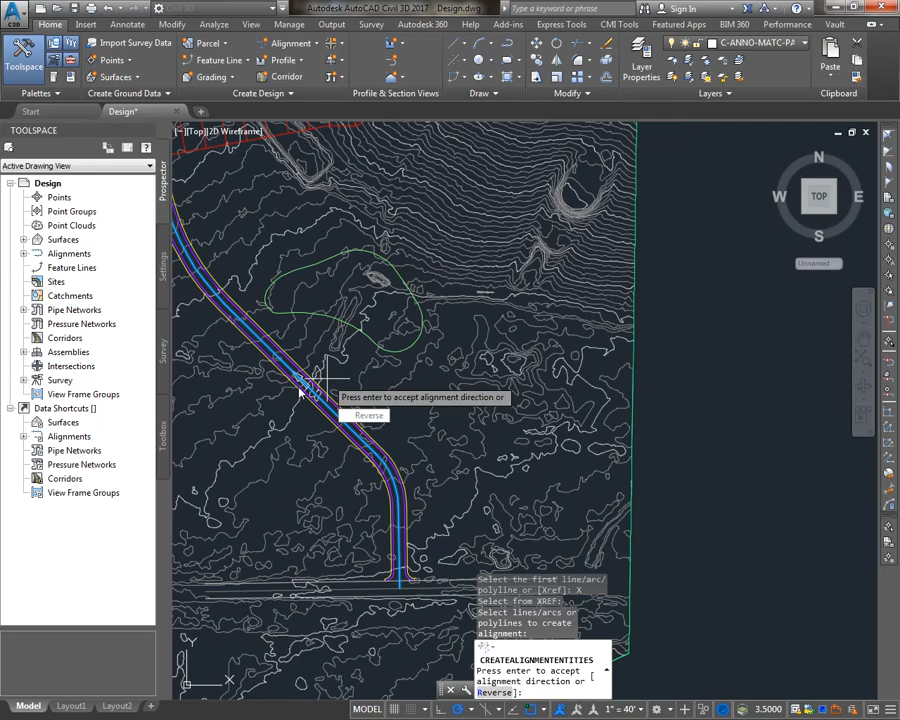 Autodesk AutoCAD Civil 3D 2017 Design.dwg
Type a keyword or phrase
Sign In
C3D
Home Insert Annotate Modify Analyze View Manage Output Survey Autodesk 360 Help Add-ins Express Tools CMI Tools Featured Apps BIM 360 Performance Vault
Toolspace
Import Survey Data
Points
Surfaces
Parcel
Feature Line
Grading
Alignment
Profile
Corridor
Layer
Properties
C-ANNO-MATC-PA
Paste
Palettes
Create Ground Data
Create Design
Profile & Section Views
Draw
Modify
Layers
Clipboard
Start
Design*
TOOLSPACE
[−][Top][2D Wireframe]
Active Drawing View
Design
Points
Point Groups
Point Clouds
Surfaces
Alignments
Feature Lines
Sites
Catchments
Pipe Networks
Pressure Networks
Corridors
Assemblies
Intersections
Survey
View Frame Groups
Data Shortcuts []
Surfaces
Alignments
Pipe Networks
Pressure Networks
Corridors
View Frame Groups
Prospector
Settings
Survey
Toolbox
N
W
TOP
E
S
Unnamed
Press enter to accept alignment direction or
Reverse
Select the first line/arc/
polyline or [Xref]: X
Select from XREF:
Select lines/arcs or
polylines to create
alignment:
CREATEALIGNMENTENTITIES
Press enter to accept
alignment direction or [
Reverse]:
Y
X
Model
Layout1
Layout2
MODEL
1" = 40'
3.5000